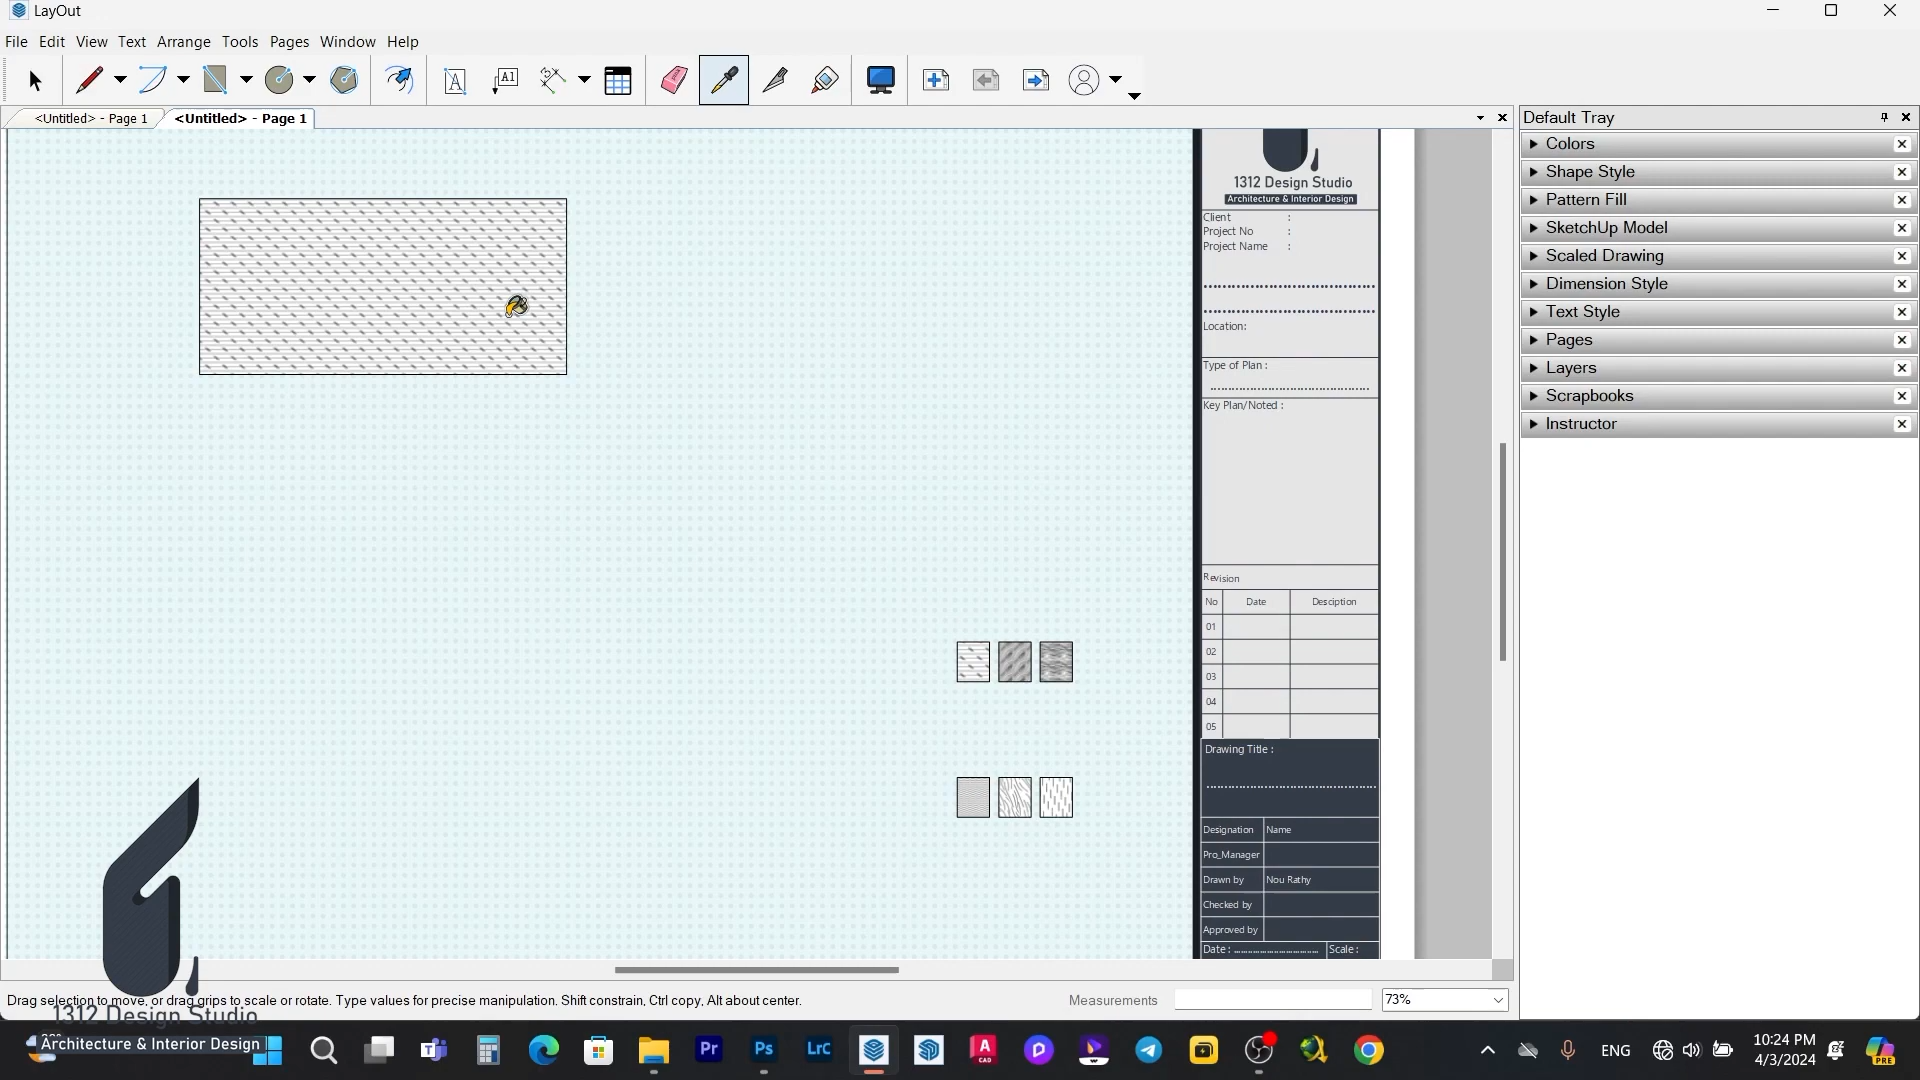 LayOut
File Edit View Text Arrange Tools Pages Window Help
A A1
<Untitled> - Page 1 <Untitled> - Page 1
Default Tray
Colors
Shape Style
Pattern Fill
SketchUp Model
Scaled Drawing
Dimension Style
Text Style
Pages
Layers
Scrapbooks
Instructor
1312 Design Studio
Architecture & Interior Design
Client :
Project No :
Project Name :
Location:
Type of Plan :
Key Plan/Noted :
Revision
No Date Desciption
01
02
03
04
05
Drawing Title :
Designation Name
Pro_Manager
Drawn by Nou Rathy
Checked by
Approved by
Date : Scale :
Drag selection to move, or drag grips to scale or rotate. Type values for precise manipulation. Shift constrain, Ctrl copy, Alt about center.
Measurements 73%
1312 Design Studio
Architecture & Interior Design
Pr Ps LrC A CAD
ENG
10:24 PM
4/3/2024
PRE